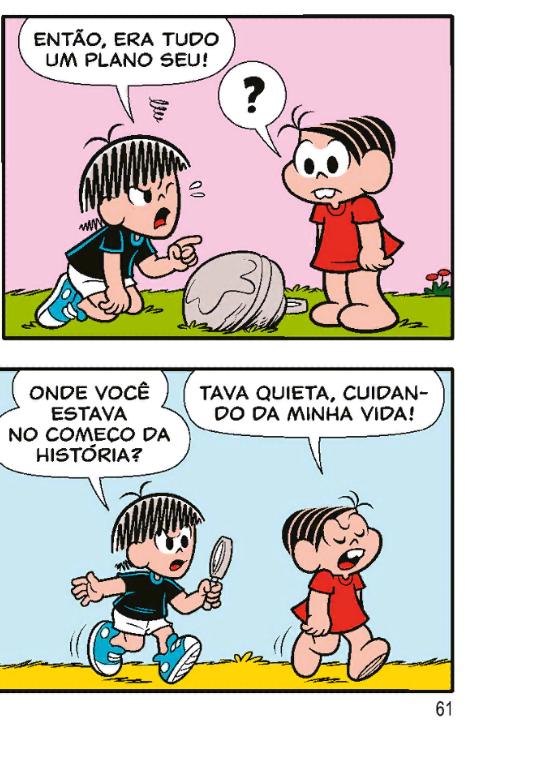 ENTÃO, ERA TUDO
UM PLANO SEU!
?
ONDE VOCÊ
ESTAVA
NO COMEÇO DA
HISTÓRIA?
TAVA QUIETA, CUIDAN-
DO DA MINHA VIDA!
61